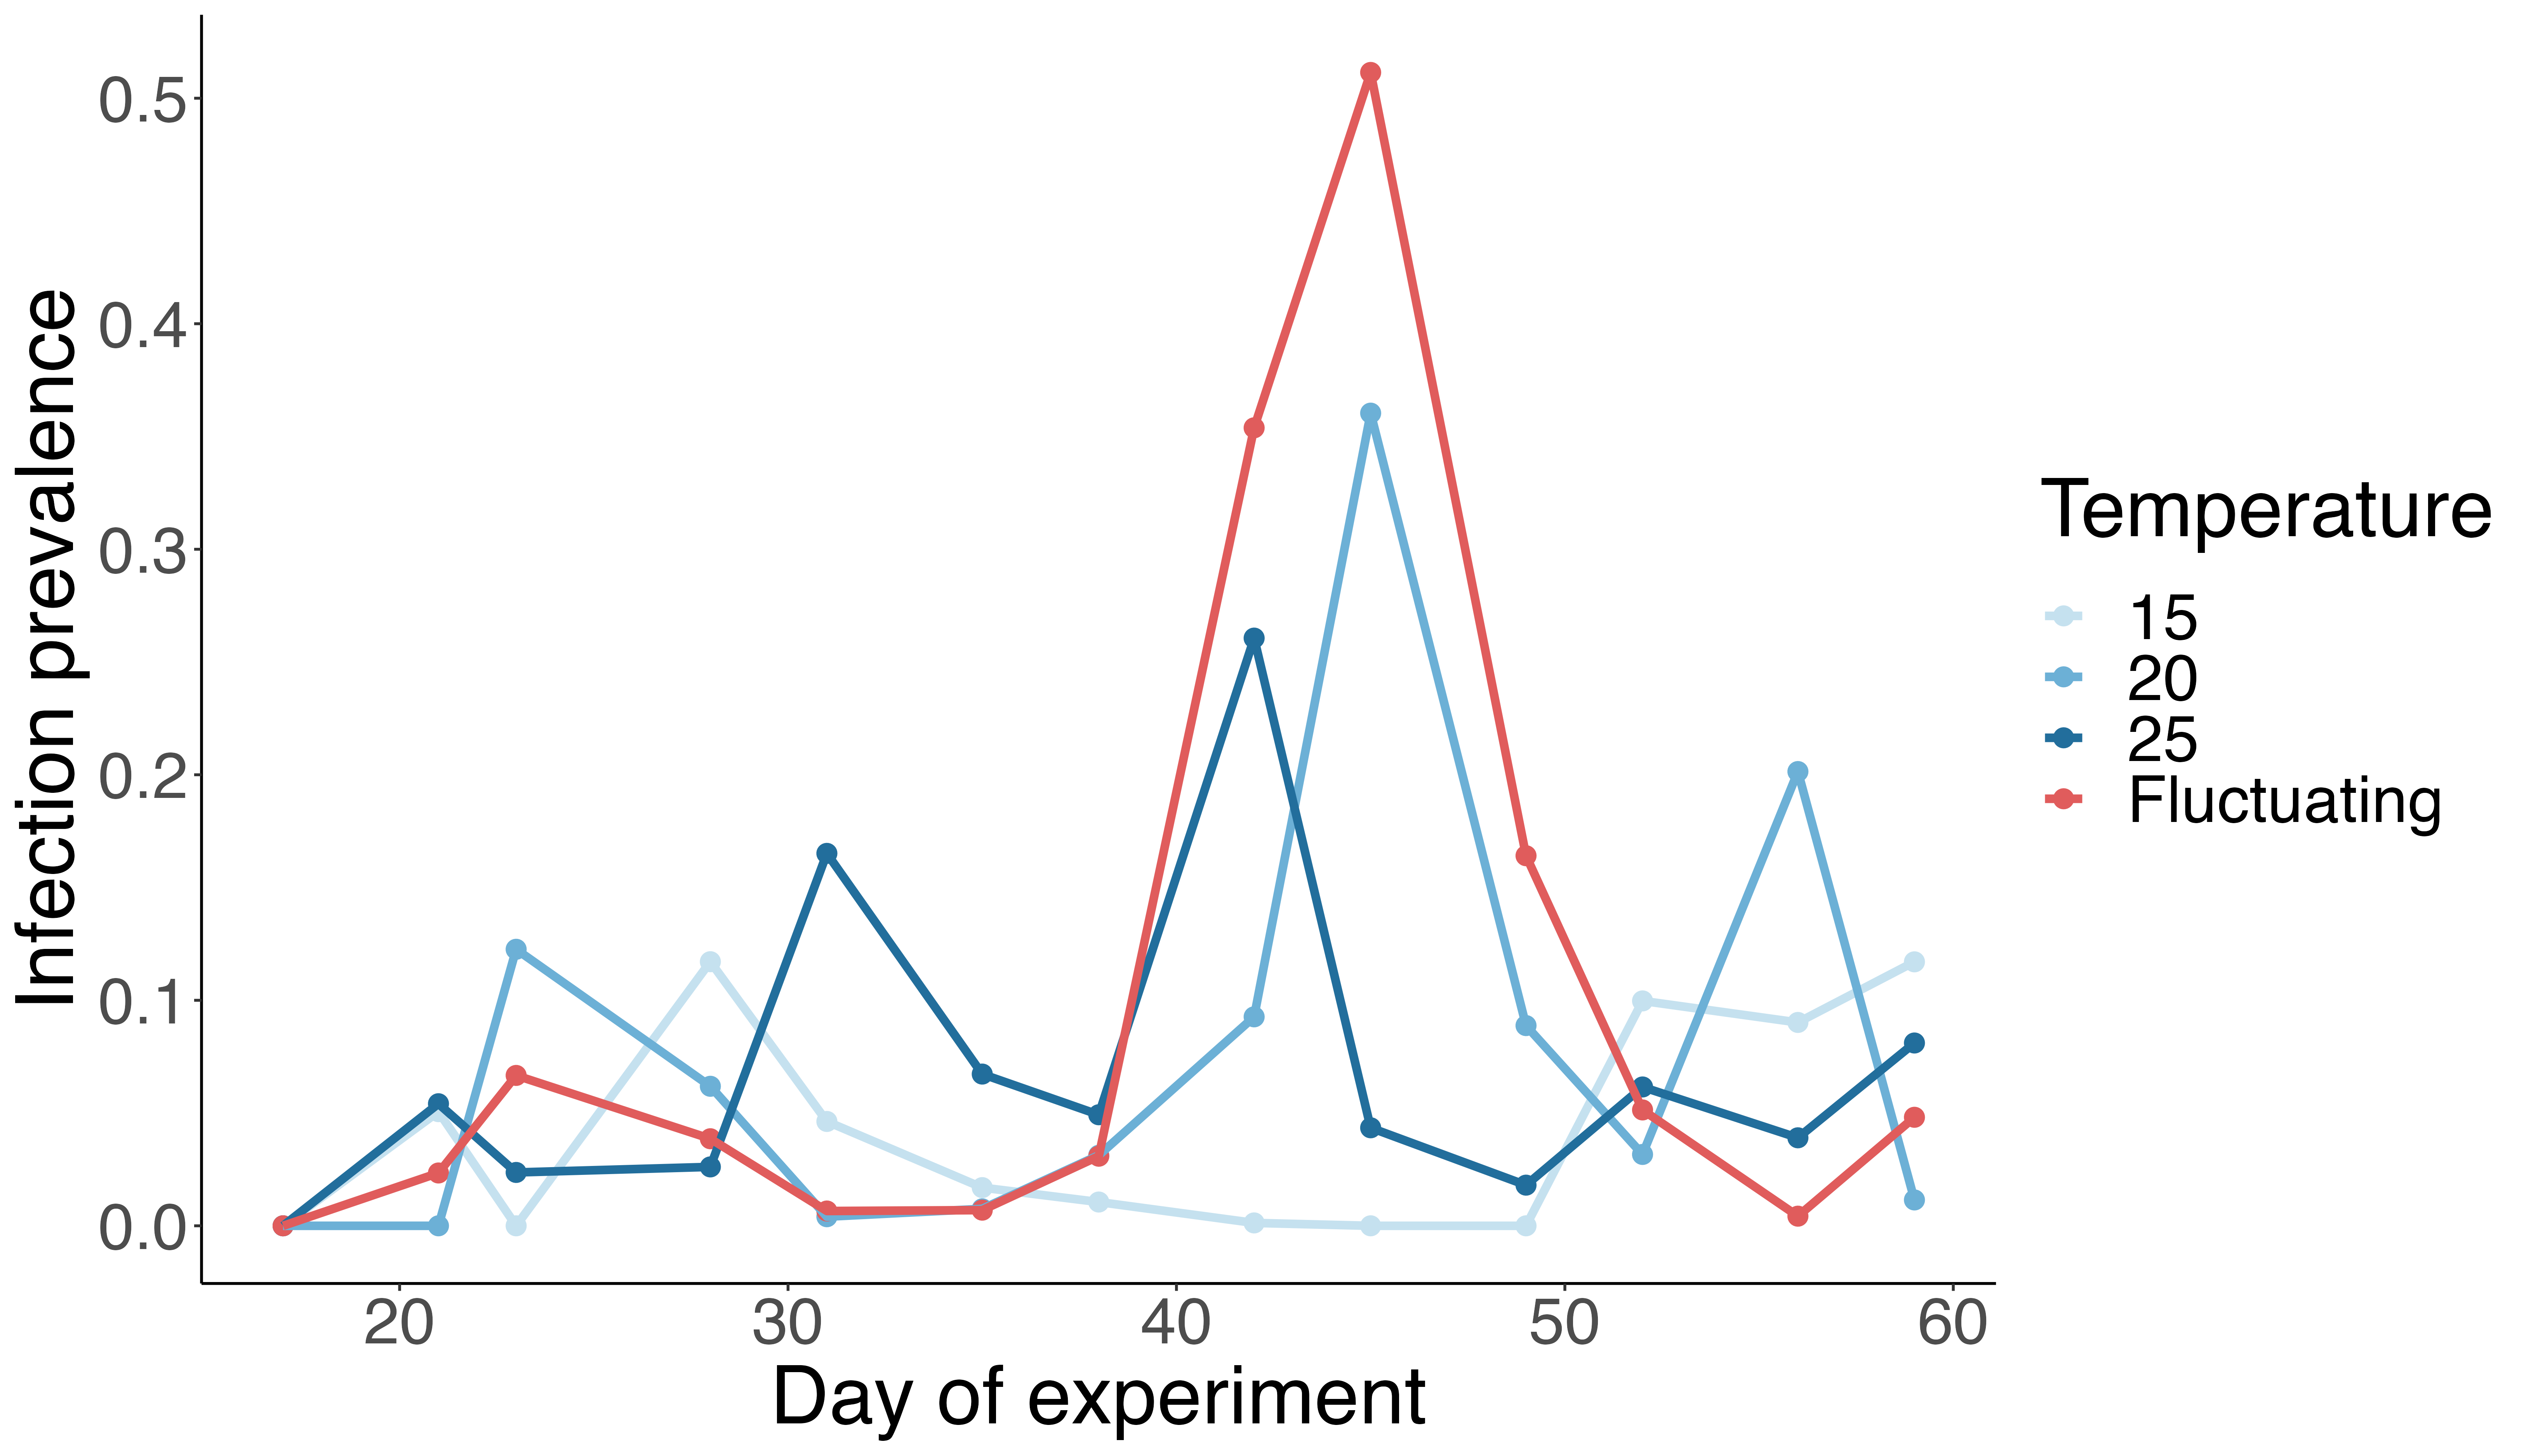 Infection prevalence
0.5
0.4
0.3
0.2
0.1
0.0
20 30 40 50 60
Day of experiment
Temperature
15
20
25
Fluctuating